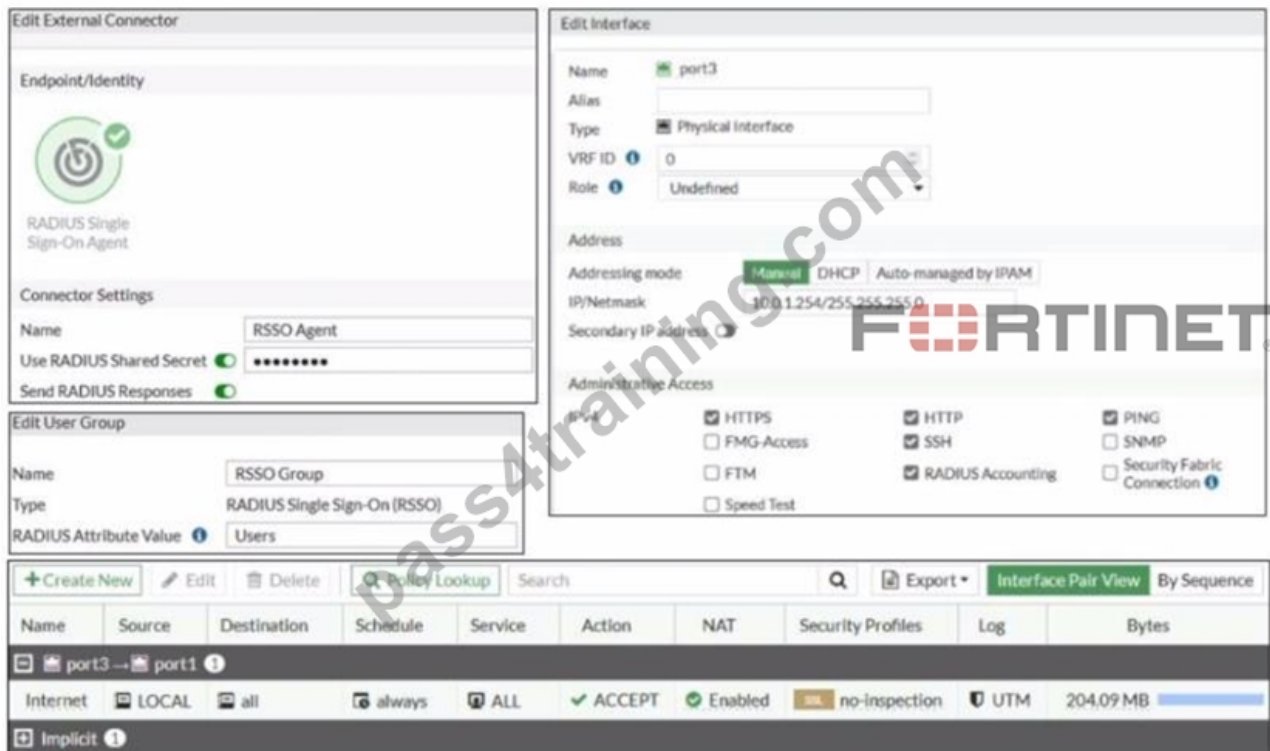 Edit External Connector
Endpoint/Identity
RADIUS Single
Sign-On Agent
Connector Settings
Name RSSO Agent
Use RADIUS Shared Secret ●●●●●●●●
Send RADIUS Responses
Edit User Group
Name RSSO Group
Type RADIUS Single Sign-On (RSSO)
RADIUS Attribute Value Users
Edit Interface
Name port3
Alias
Type Physical Interface
VRF ID 0
Role Undefined
Address
Addressing mode Manual DHCP Auto-managed by IPAM
IP/Netmask 10.0.1.254/255.255.255.0
Secondary IP address
Administrative Access
IPv4 HTTPS HTTP PING
FMG-Access SSH SNMP
FTM RADIUS Accounting Security Fabric
Connection
Speed Test
FORTINET
pass4training.com
+Create New Edit Delete Policy Lookup Search Export Interface Pair View By Sequence
Name Source Destination Schedule Service Action NAT Security Profiles Log Bytes
port3→port1 1
Internet LOCAL all always ALL ACCEPT Enabled SSL no-inspection UTM 204.09 MB
Implicit 1